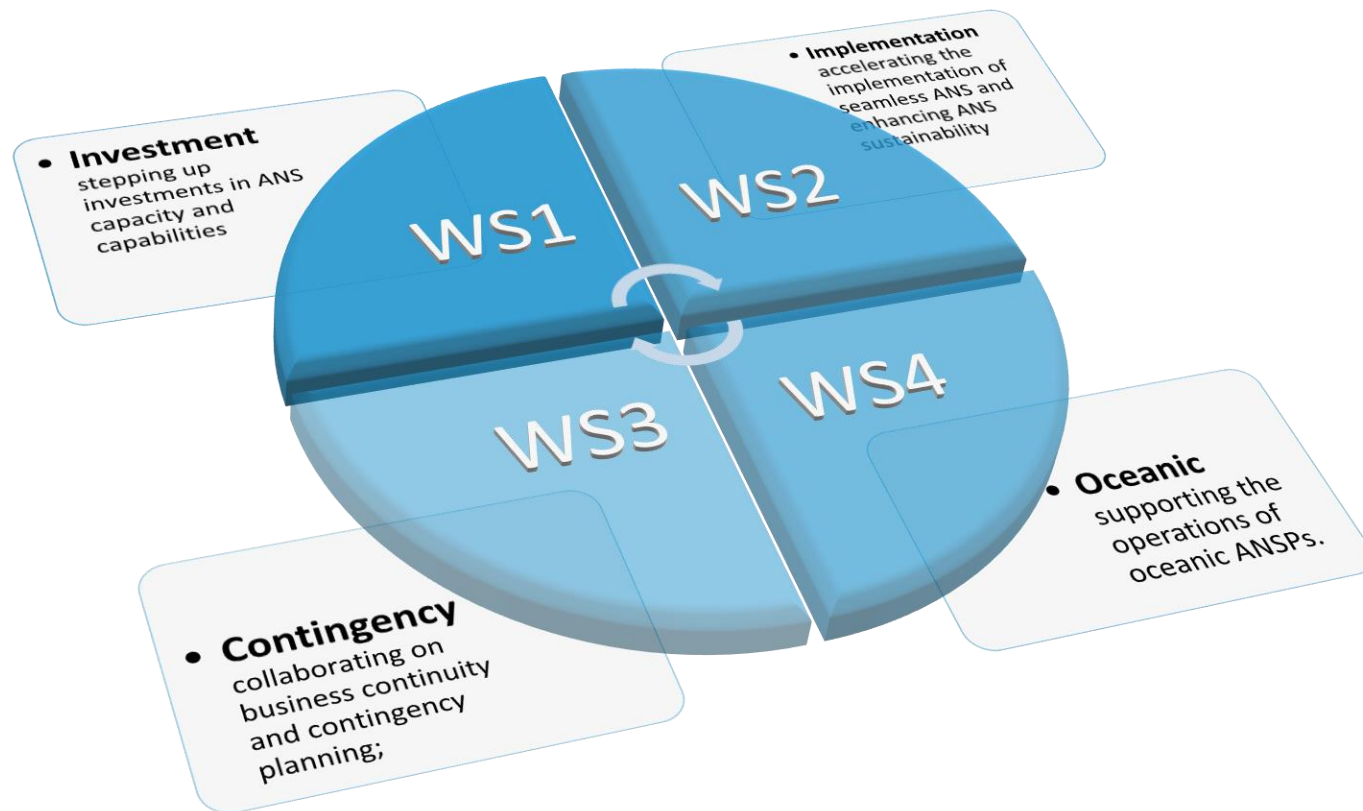 • Investment
stepping up
investments in ANS
capacity and
capabilities
• Implementation
accelerating the
implementation of
seamless ANS and
enhancing ANS
sustainability
WS1
WS2
WS3
WS4
• Contingency
collaborating on
business continuity
and contingency
planning;
• Oceanic
supporting the
operations of
oceanic ANSPs.